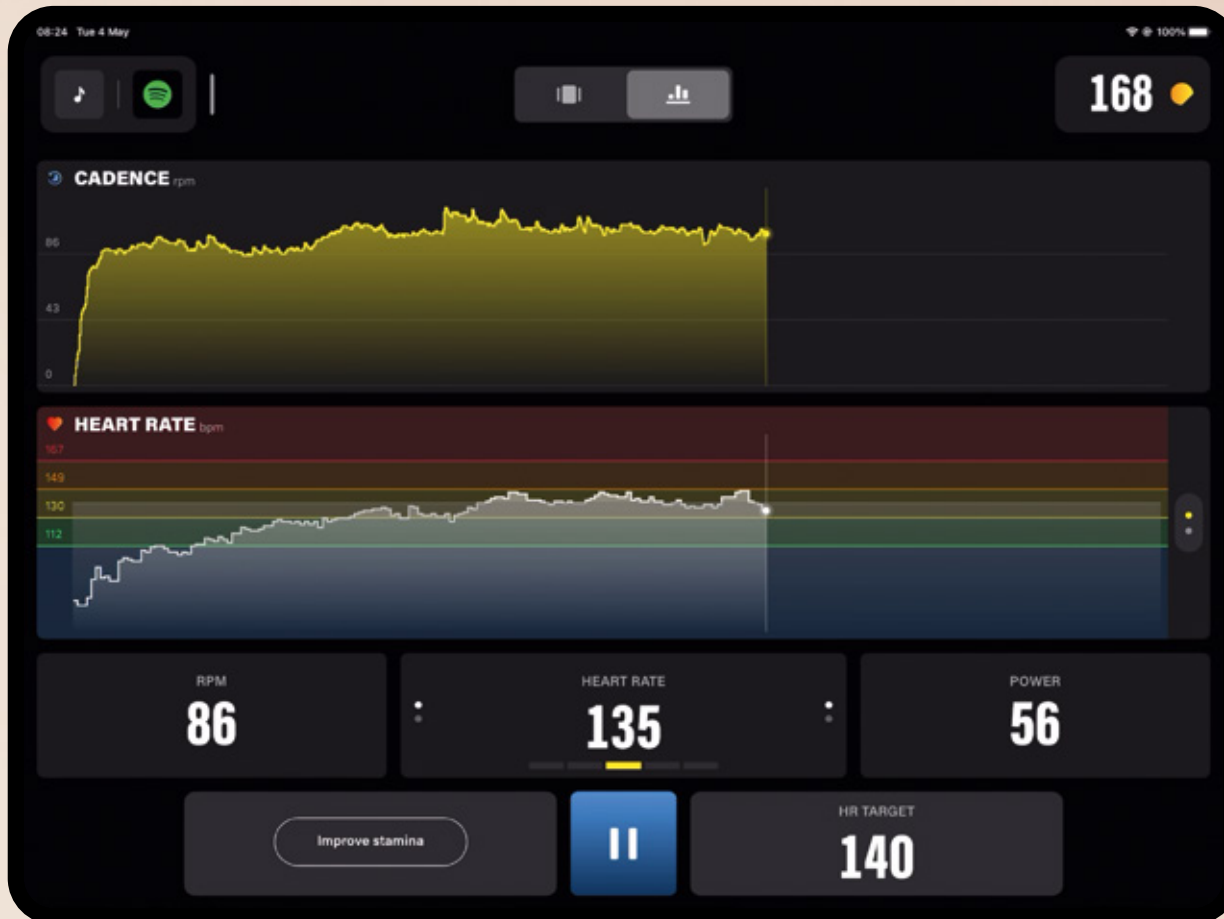 08:24 Tue 4 May
100%
168
CADENCE rpm
86
43
0
HEART RATE bpm
167
149
130
112
RPM
86
HEART RATE
135
POWER
56
Improve stamina
HR TARGET
140